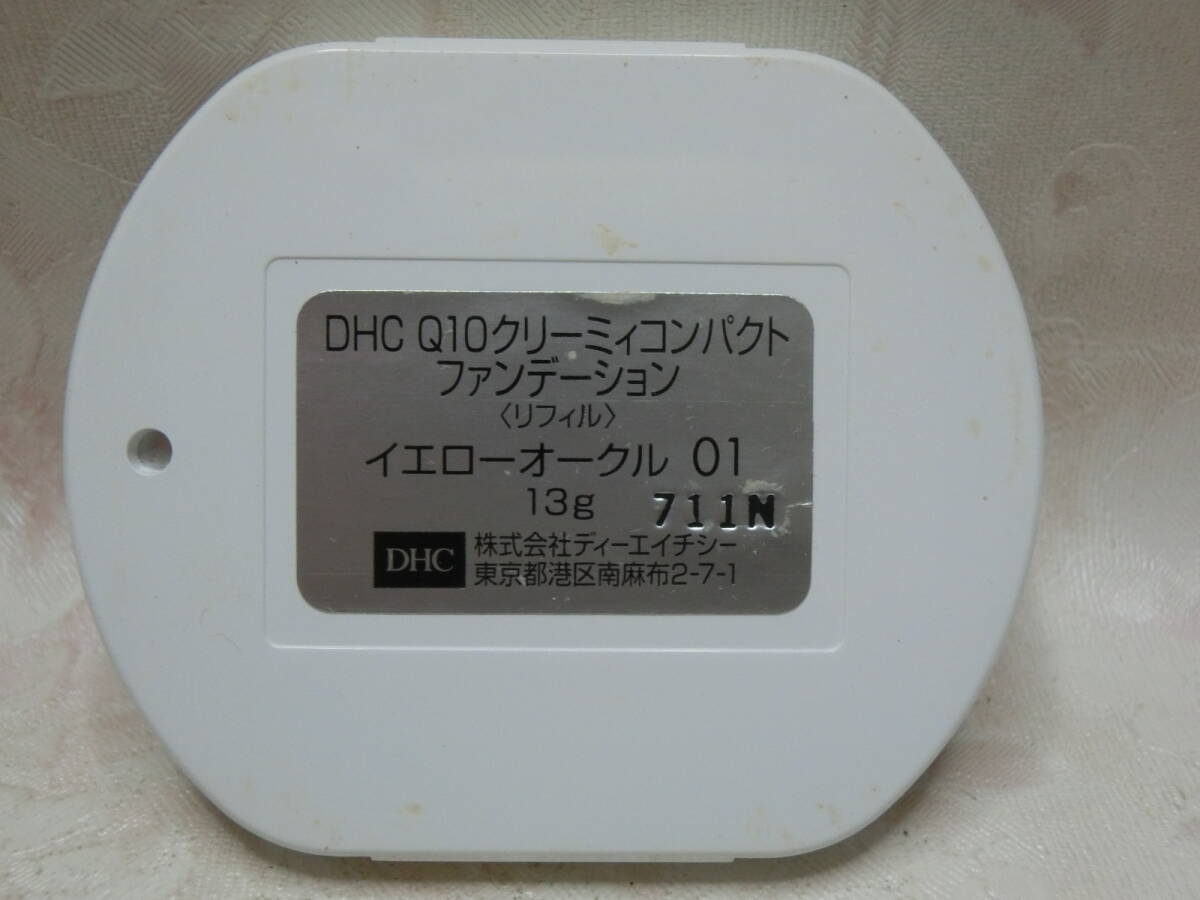 DHC Q10クリーミィコンパクト
ファンデーション
〈リフィル〉
イエローオークル 01
13g 711N
DHC 株式会社ディーエイチシー
東京都港区南麻布2-7-1